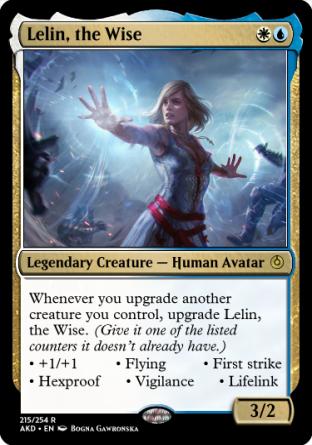 Lelin, the Wise
Legendary Creature — Human Avatar
Whenever you upgrade another
creature you control, upgrade Lelin,
the Wise. (Give it one of the listed
counters it doesn't already have.)
• +1/+1 • Flying • First strike
• Hexproof • Vigilance • Lifelink
3/2
215/254 R
AKD • EN Bogna Gawrońska